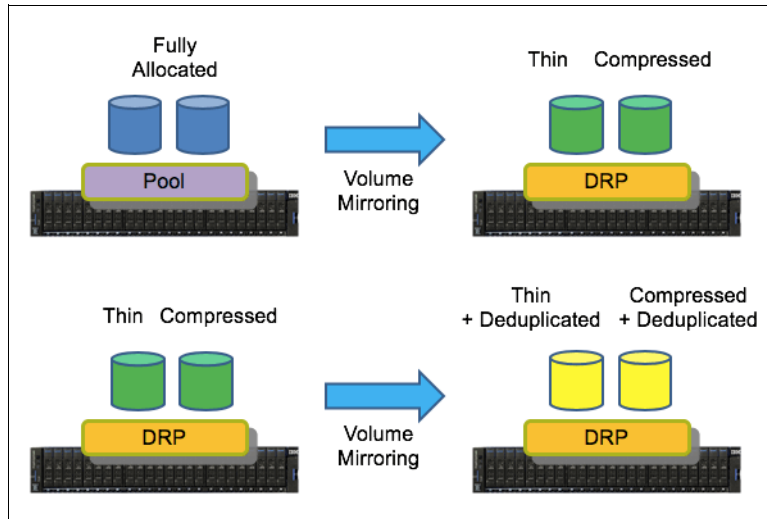 Fully
Allocated
Thin Compressed
Pool
DRP
Volume
Mirroring
Thin
+ Deduplicated
Compressed
+ Deduplicated
Thin Compressed
DRP
DRP
Volume
Mirroring